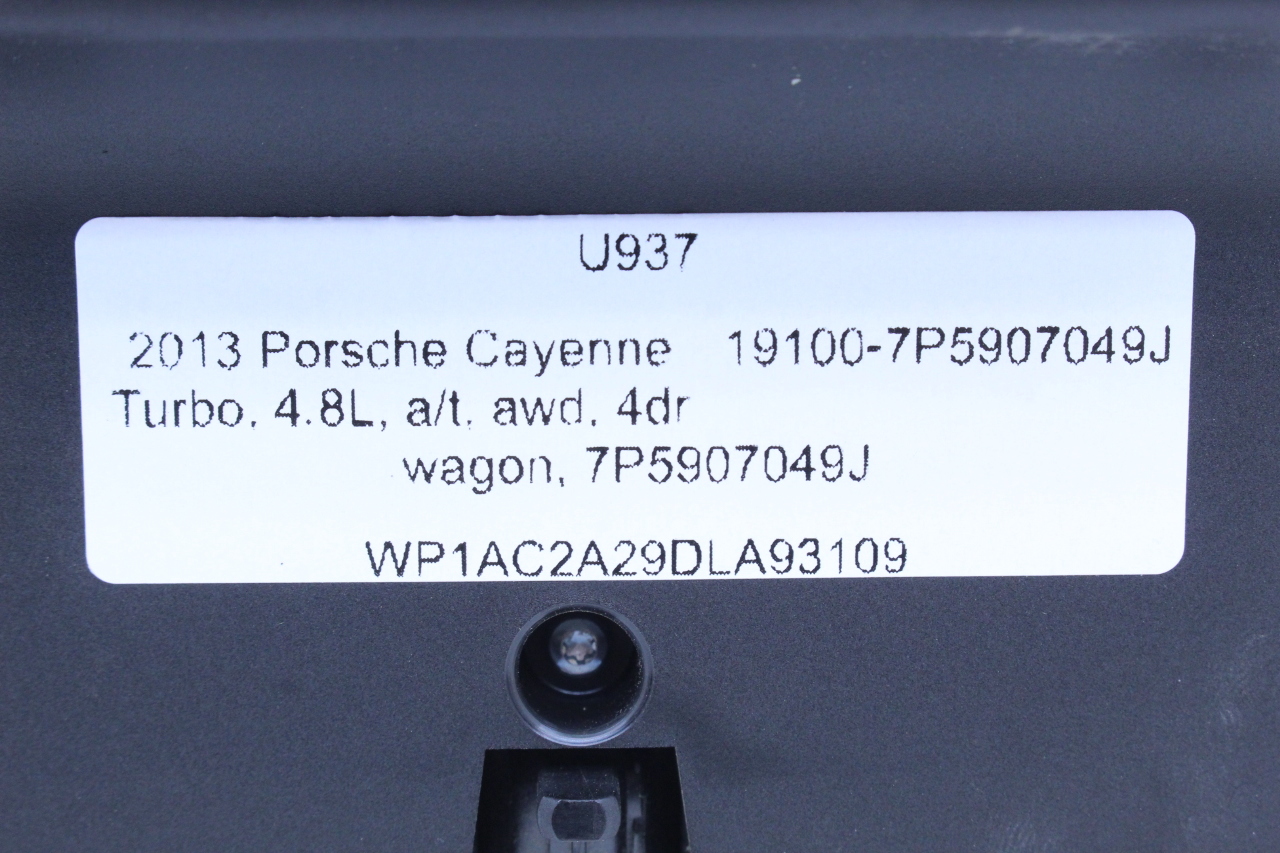 U937
2013 Porsche Cayenne 19100-7P5907049J
Turbo, 4.8L, a/t, awd, 4dr
wagon, 7P5907049J
WP1AC2A29DLA93109